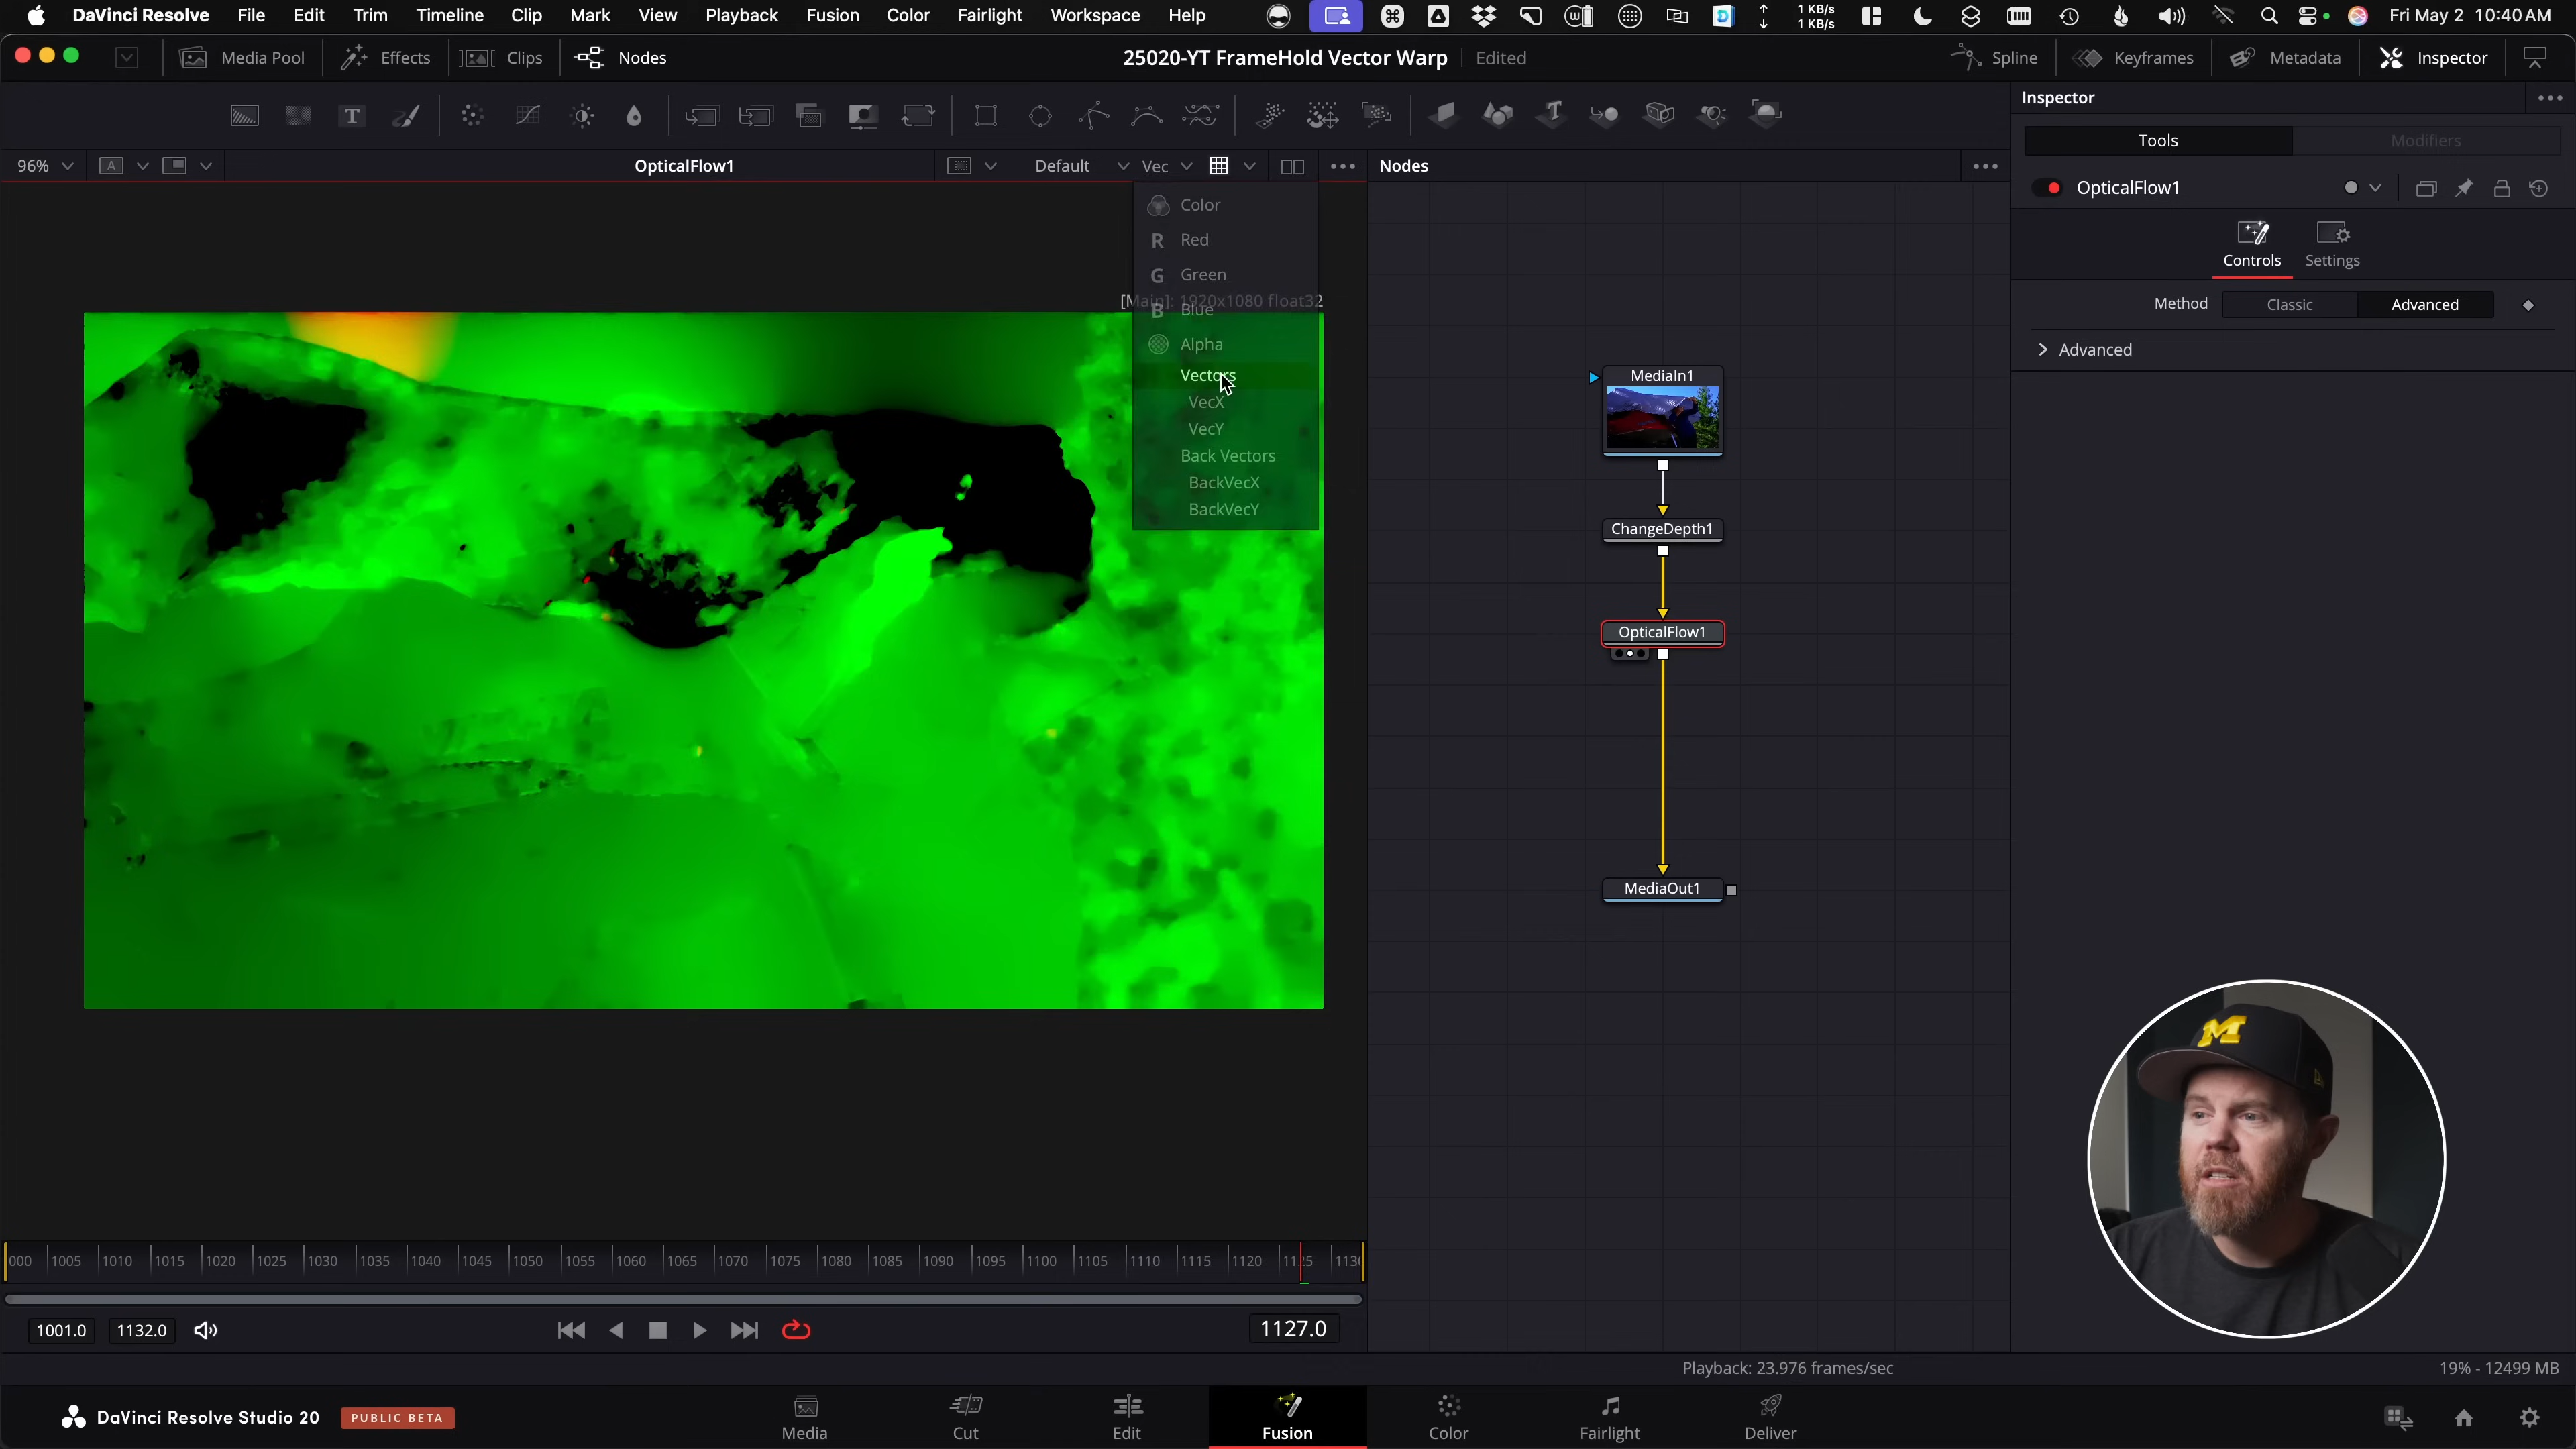 DaVinci Resolve File Edit Trim Timeline Clip Mark View Playback Fusion Color Fairlight Workspace Help 1 KB/s 1 KB/s Fri May 2 10:40 AM
Media Pool Effects Clips Nodes 25020-YT FrameHold Vector Warp Edited Spline Keyframes Metadata Inspector
T T Inspector
Tools Modifiers
96% A OpticalFlow1 Default Vec Nodes
OpticalFlow1
Color
R Red
G Green
[Main]: 1920x1080 float32
B Blue
Alpha
Vectors
VecX
VecY
Back Vectors
BackVecX
BackVecY
Controls Settings
Method Classic Advanced
Advanced
MediaIn1
ChangeDepth1
OpticalFlow1
MediaOut1
M
000 1005 1010 1015 1020 1025 1030 1035 1040 1045 1050 1055 1060 1065 1070 1075 1080 1085 1090 1095 1100 1105 1110 1115 1120 1125 1130
1001.0 1132.0 1127.0
Playback: 23.976 frames/sec 19% - 12499 MB
DaVinci Resolve Studio 20 PUBLIC BETA Media Cut Edit Fusion Color Fairlight Deliver